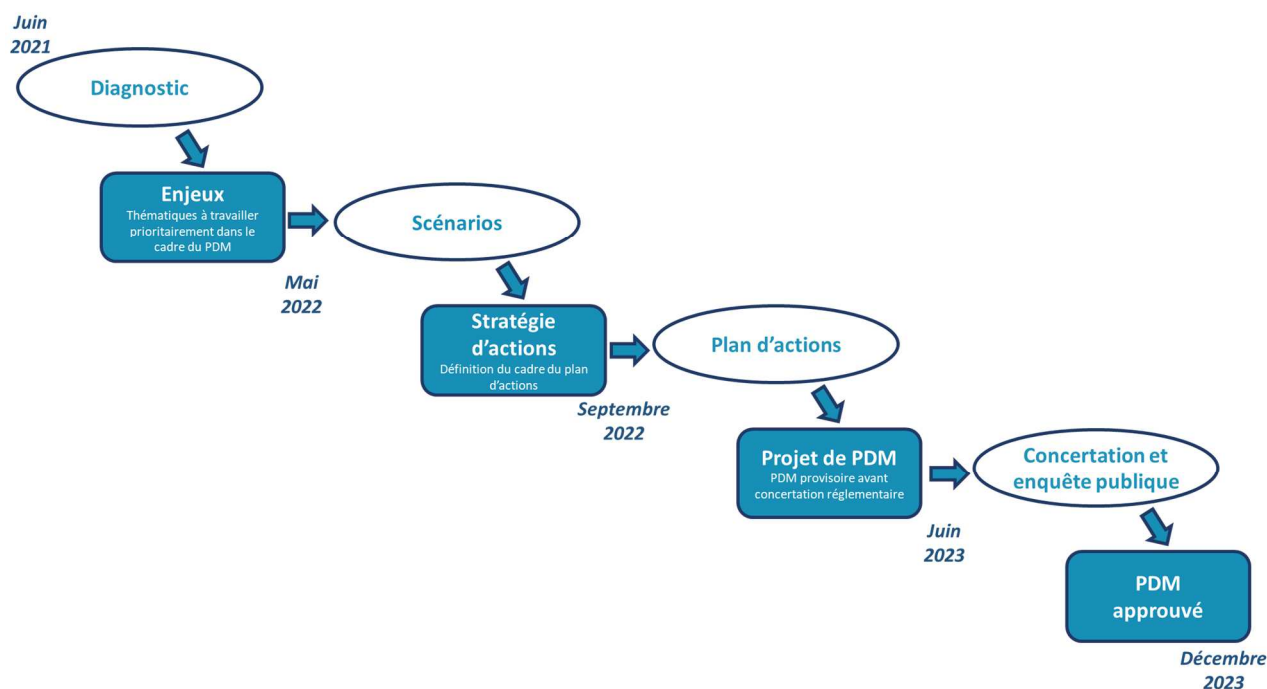 Juin
2021
Diagnostic
Enjeux
Thématiques à travailler
prioritairement dans le
cadre du PDM
Mai
2022
Scénarios
Stratégie
d'actions
Définition du cadre du plan
d'actions
Septembre
2022
Plan d'actions
Projet de PDM
PDM provisoire avant
concertation réglementaire
Juin
2023
Concertation et
enquête publique
PDM
approuvé
Décembre
2023